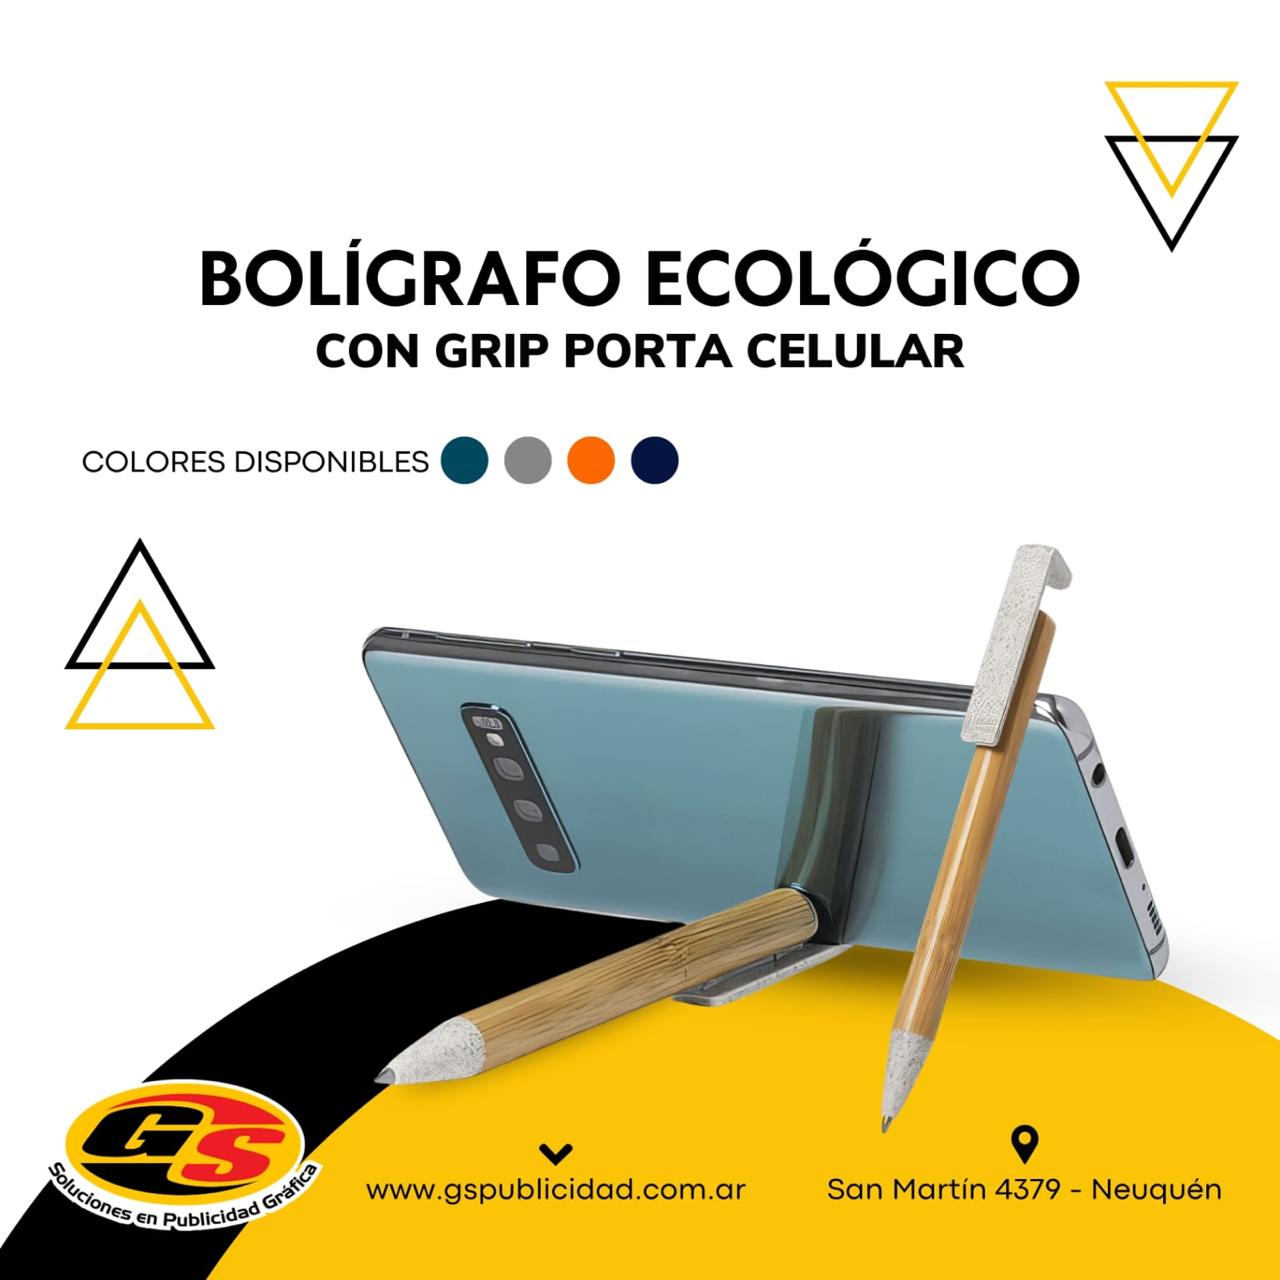 BOLÍGRAFO ECOLÓGICO
CON GRIP PORTA CELULAR
COLORES DISPONIBLES
GS
Soluciones en Publicidad Gráfica
www.gspublicidad.com.ar
San Martín 4379 - Neuquén